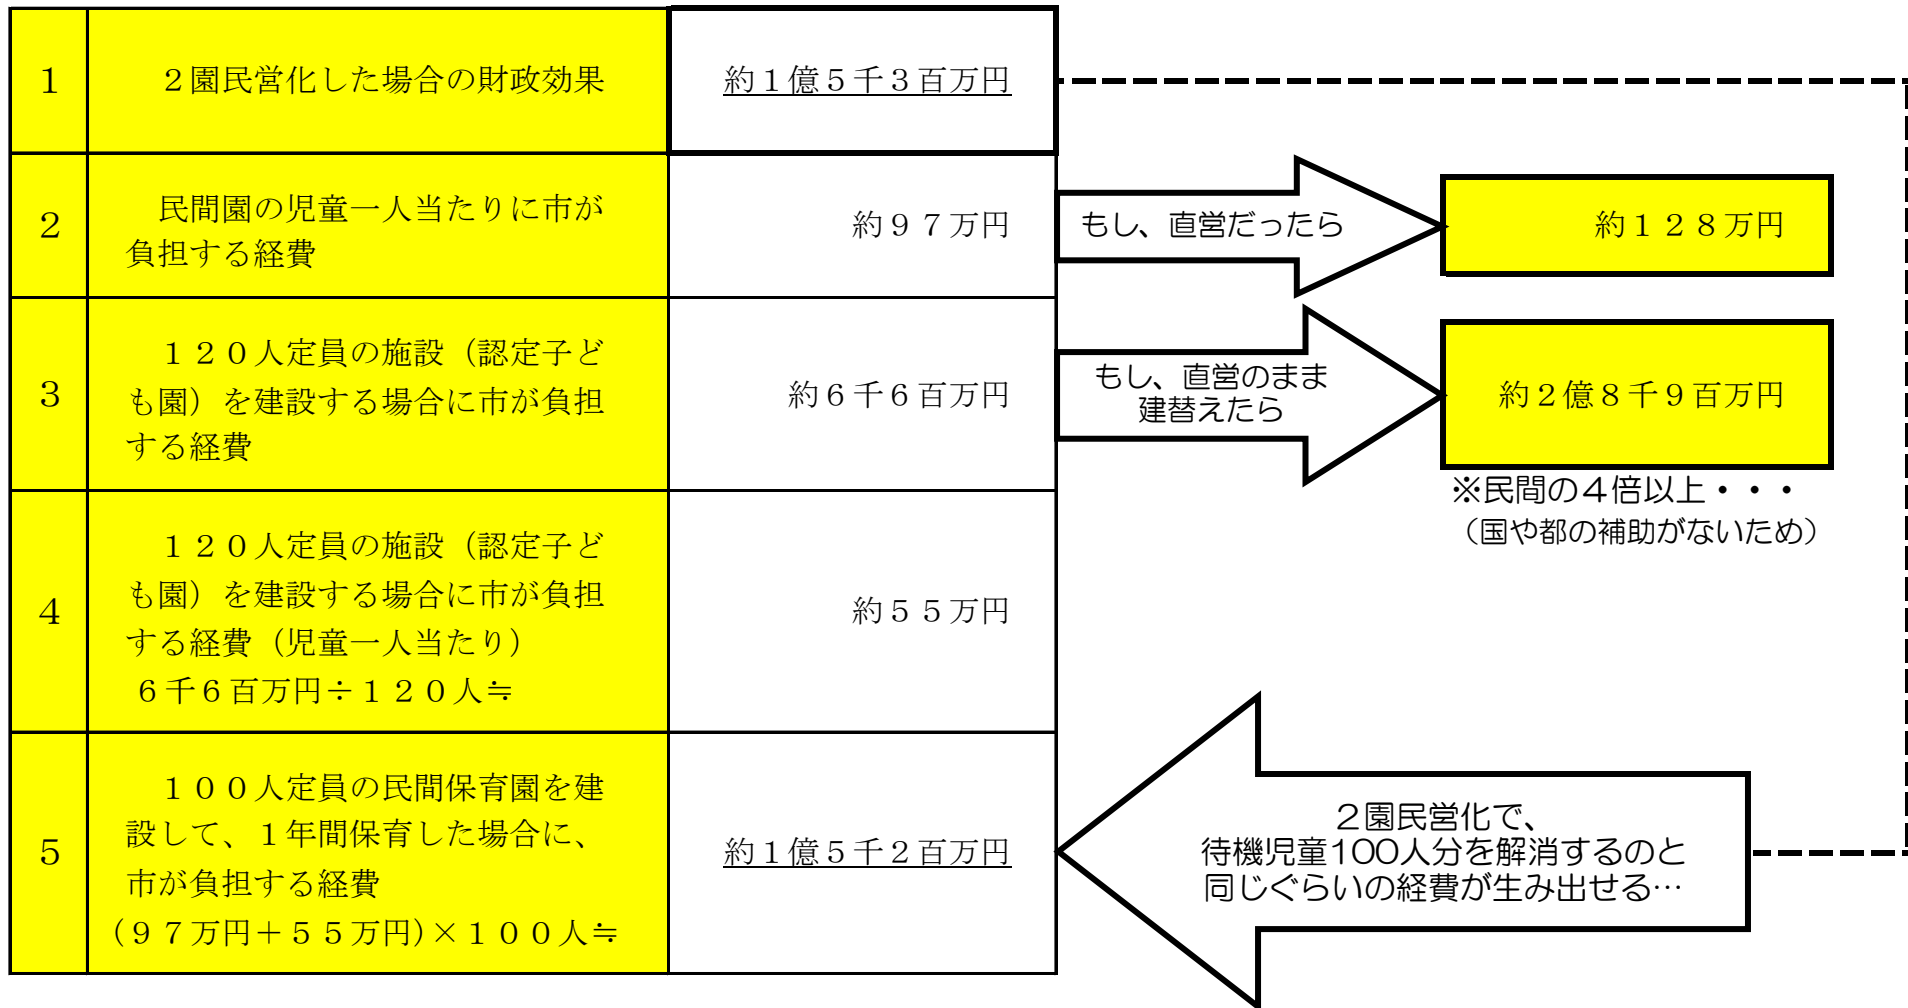 １
２園民営化した場合の財政効果
約１億５千３百万円
２
民間園の児童一人当たりに市が
負担する経費
約９７万円
もし、直営だったら
約１２８万円
３
１２０人定員の施設（認定子ど
も園）を建設する場合に市が負担
する経費
約６千６百万円
もし、直営のまま
建替えたら
約２億８千９百万円
※民間の４倍以上・・・
（国や都の補助がないため）
４
１２０人定員の施設（認定子ど
も園）を建設する場合に市が負担
する経費（児童一人当たり）
６千６百万円÷１２０人≒
約５５万円
５
１００人定員の民間保育園を建
設して、１年間保育した場合に、
市が負担する経費
(９７万円＋５５万円)×１００人≒
約１億５千２百万円
２園民営化で、
待機児童100人分を解消するのと
同じぐらいの経費が生み出せる…